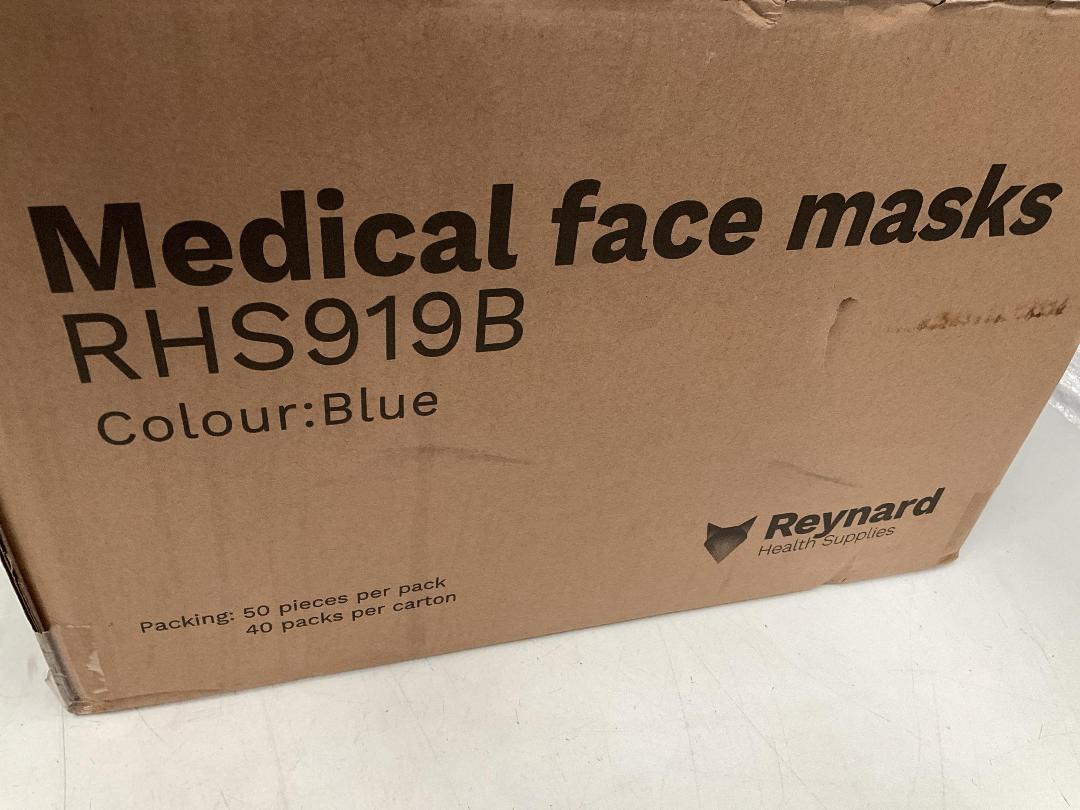 Medical face masks
RHS919B
Colour:Blue
Reynard
Health Supplies
Packing: 50 pieces per pack
40 packs per carton